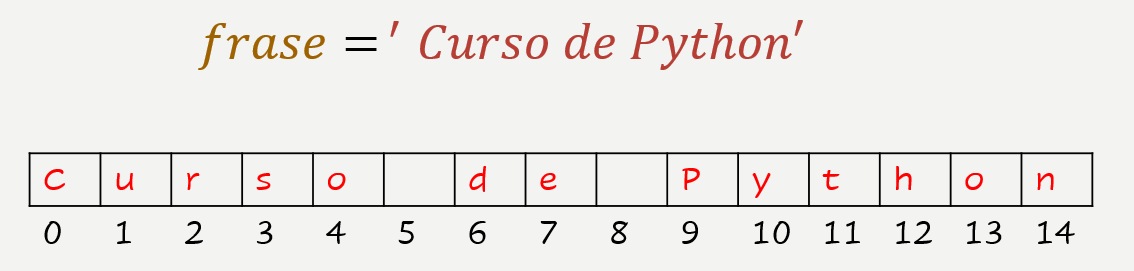 frase =' Curso de Python'
C u r s o d e P y t h o n
0 1 2 3 4 5 6 7 8 9 10 11 12 13 14